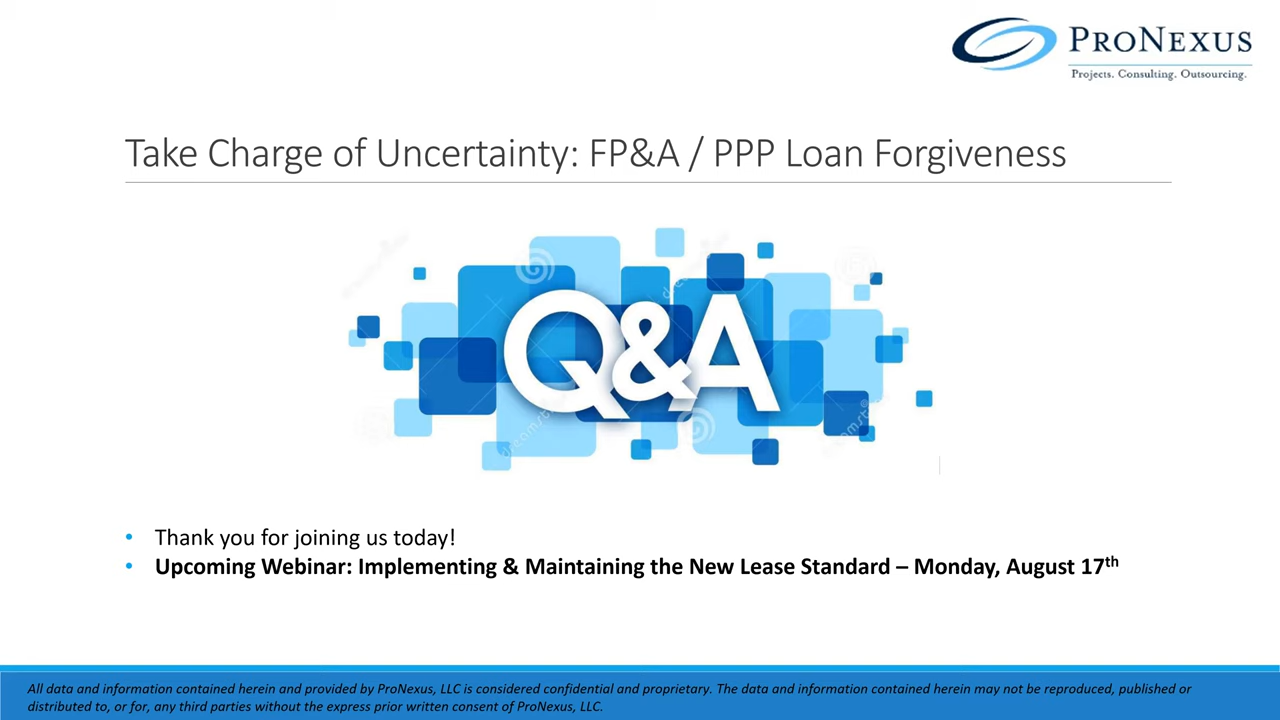 PRONEXUS
Projects. Consulting. Outsourcing.
Take Charge of Uncertainty: FP&A / PPP Loan Forgiveness
Q&A
• Thank you for joining us today!
• Upcoming Webinar: Implementing & Maintaining the New Lease Standard – Monday, August 17th
All data and information contained herein and provided by ProNexus, LLC is considered confidential and proprietary. The data and information contained herein may not be reproduced, published or
distributed to, or for, any third parties without the express prior written consent of ProNexus, LLC.